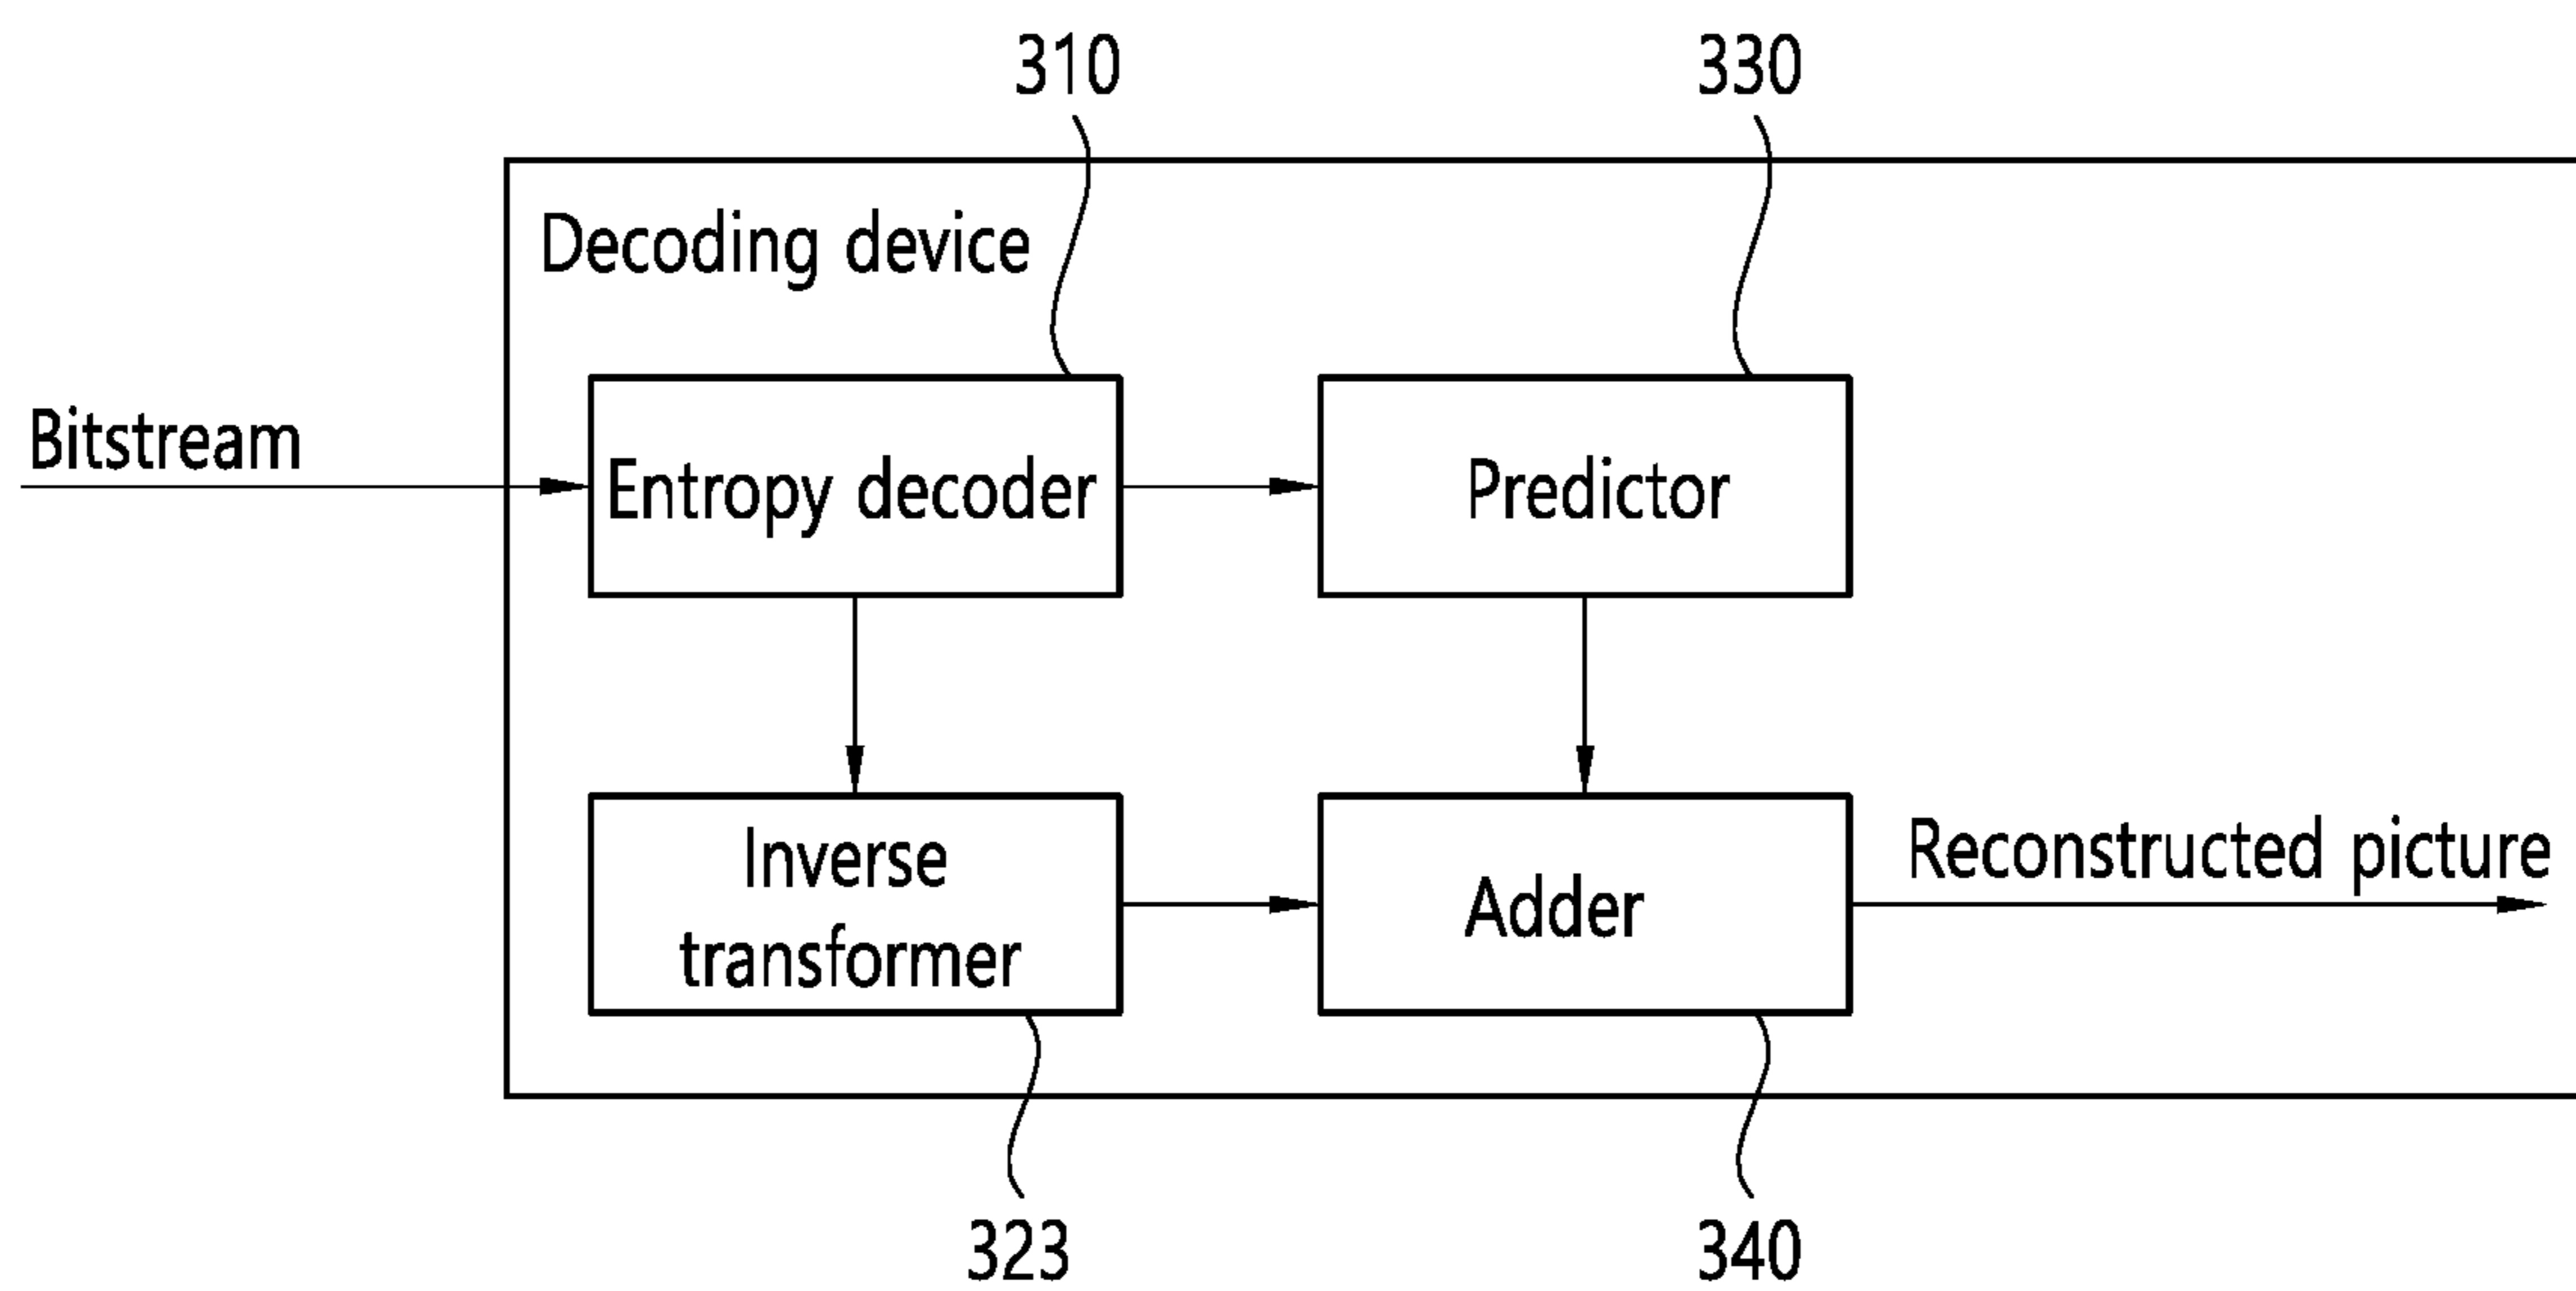 310
330
Decoding device
Bitstream
Entropy decoder
Predictor
Inverse
transformer
Adder
Reconstructed picture
323
340